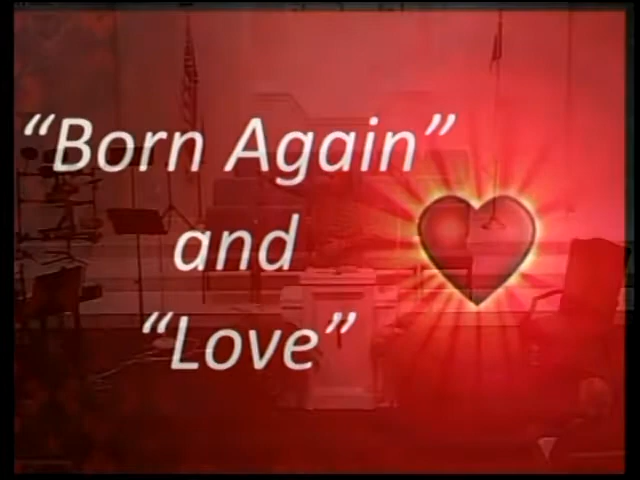 “Born Again”
and
“Love”